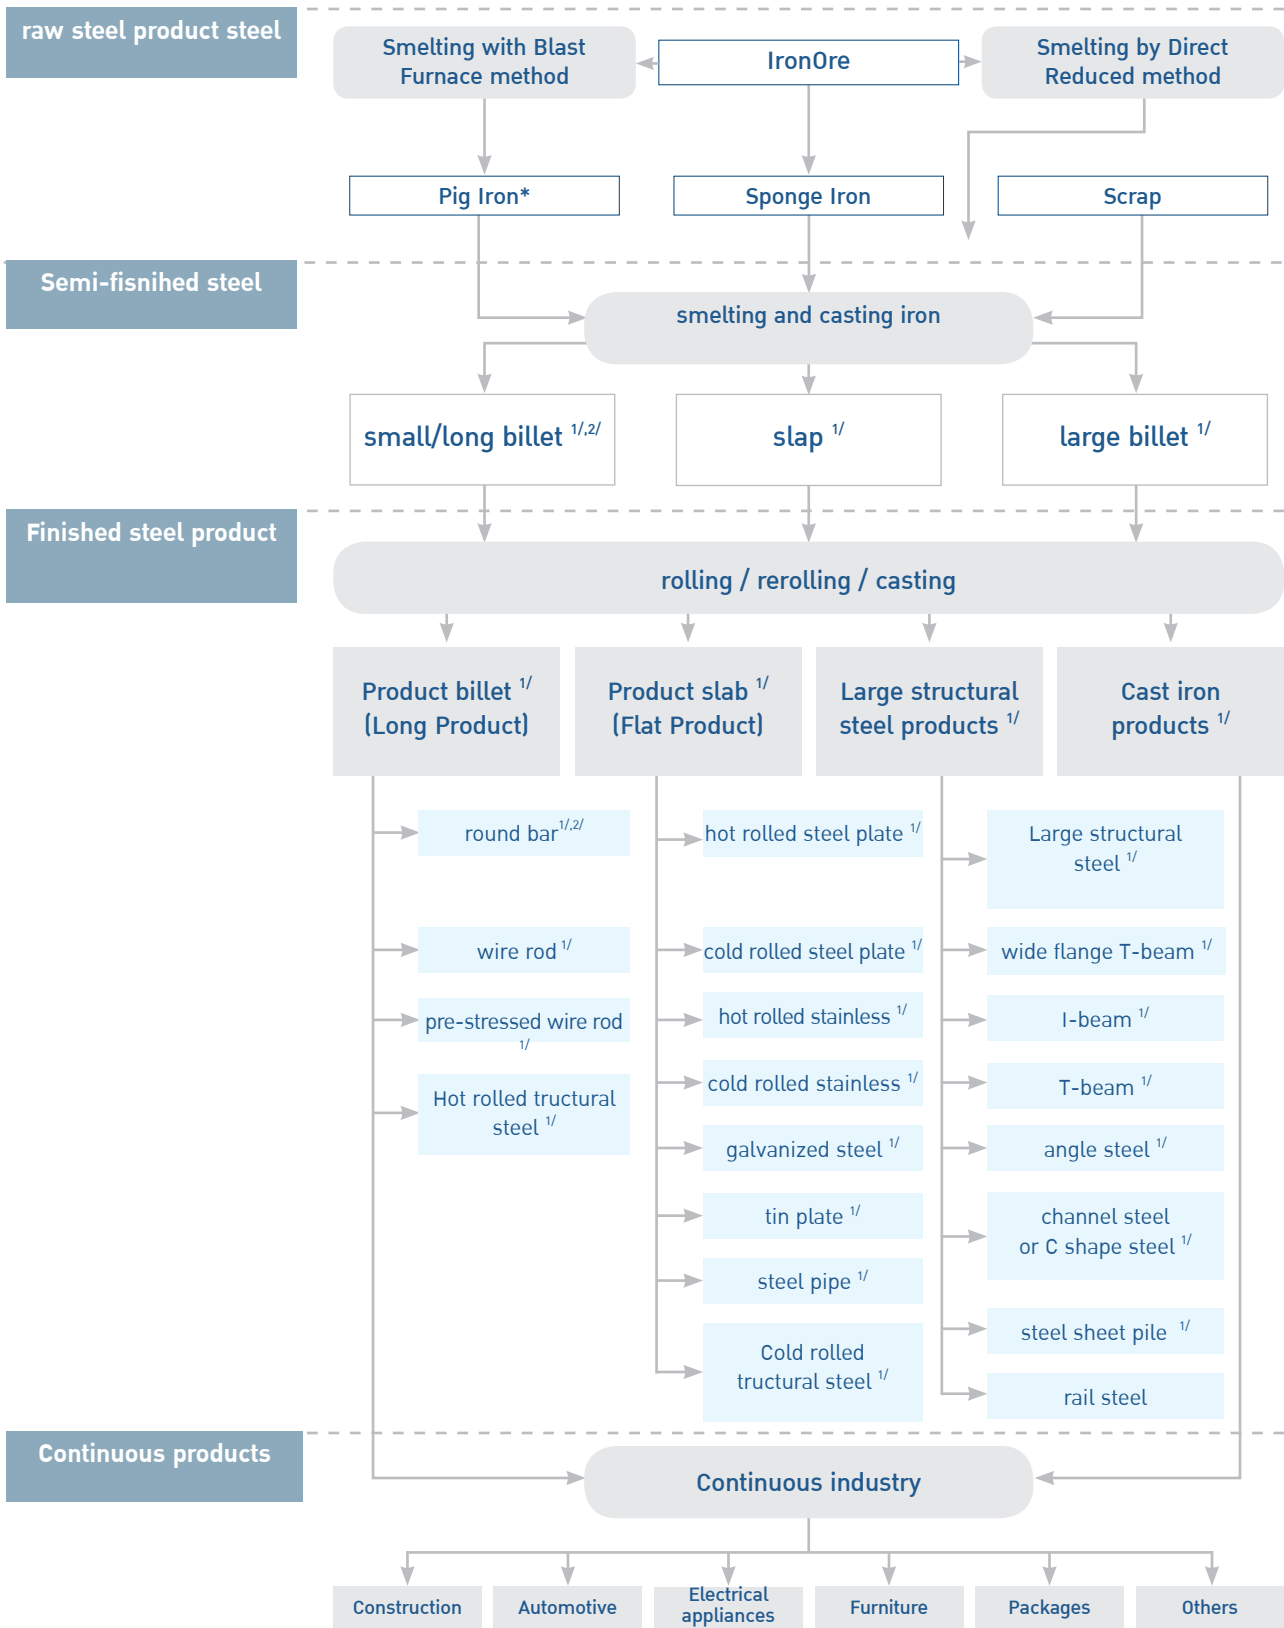 raw steel product steel
Smelting with Blast
Furnace method
IronOre
Smelting by Direct
Reduced method
Pig Iron*
Sponge Iron
Scrap
Semi-fisnihed steel
smelting and casting iron
small/long billet 1/,2/
slap 1/
large billet 1/
Finished steel product
rolling / rerolling / casting
Product billet 1/
(Long Product)
Product slab 1/
(Flat Product)
Large structural
steel products 1/
Cast iron
products 1/
round bar1/,2/
wire rod 1/
pre-stressed wire rod
1/
Hot rolled tructural
steel 1/
hot rolled steel plate 1/
cold rolled steel plate 1/
hot rolled stainless 1/
cold rolled stainless 1/
galvanized steel 1/
tin plate 1/
steel pipe 1/
Cold rolled
tructural steel 1/
Large structural
steel 1/
wide flange T-beam 1/
I-beam 1/
T-beam 1/
angle steel 1/
channel steel
or C shape steel 1/
steel sheet pile 1/
rail steel
Continuous products
Continuous industry
Construction
Automotive
Electrical
appliances
Furniture
Packages
Others